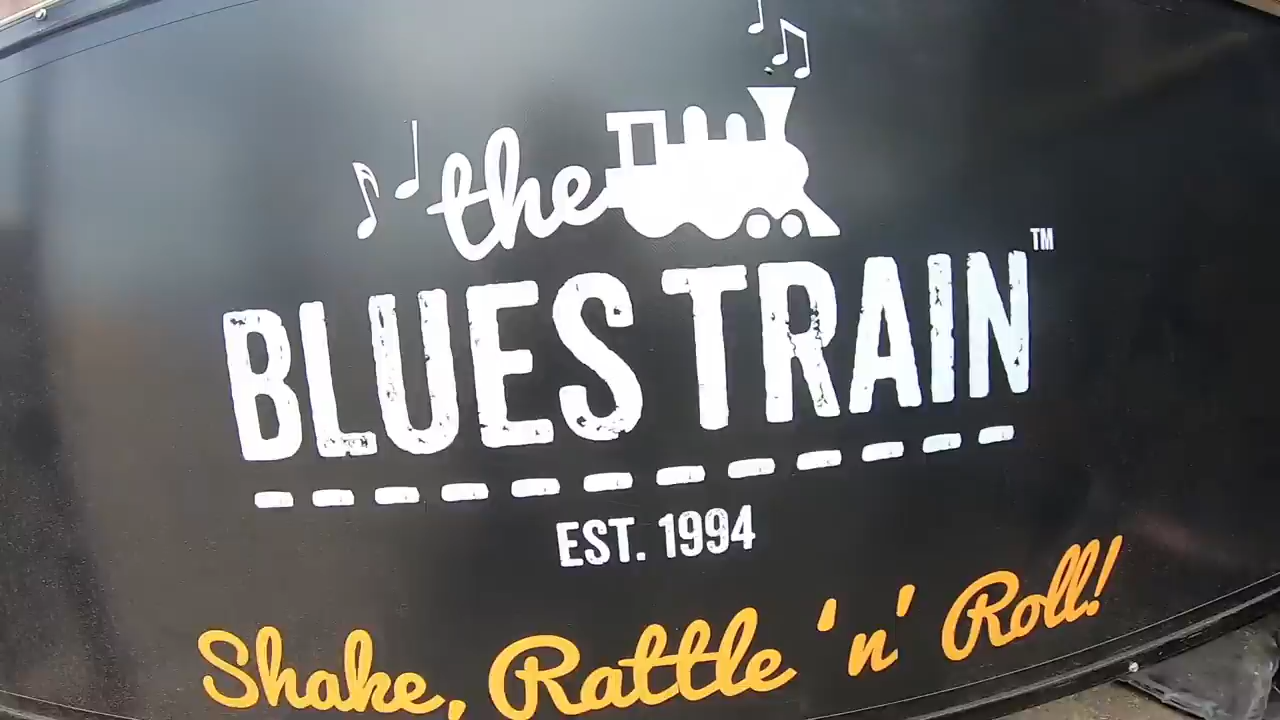 the
BLUES TRAIN™
EST. 1994
Shake, Rattle 'n' Roll!